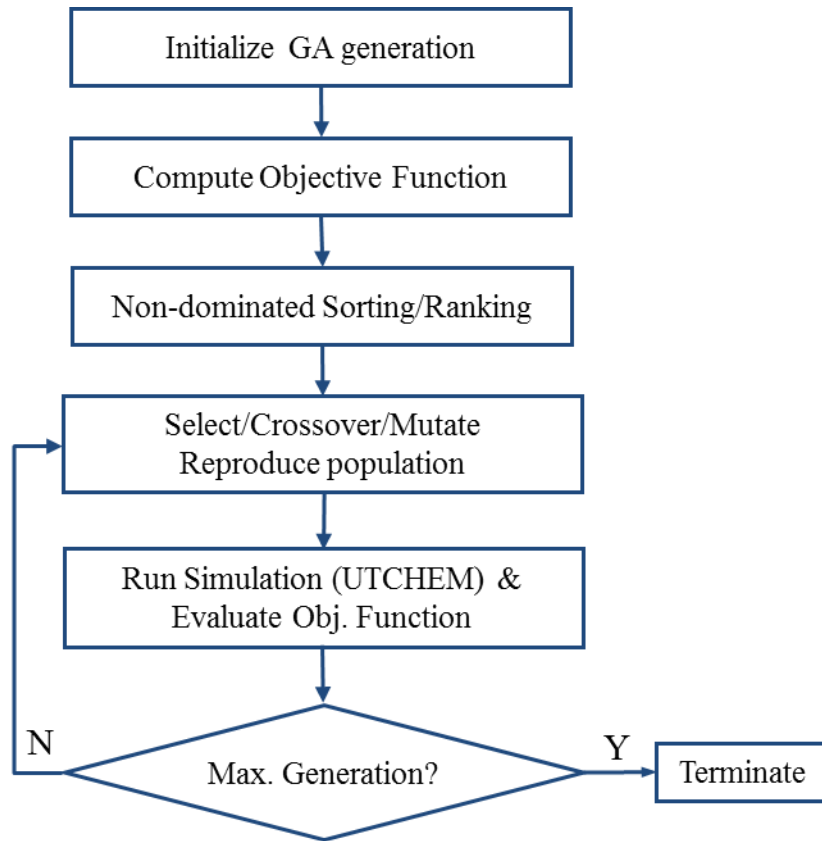 Initialize GA generation
Compute Objective Function
Non-dominated Sorting/Ranking
Select/Crossover/Mutate
Reproduce population
Run Simulation (UTCHEM) &
Evaluate Obj. Function
N
Max. Generation?
Y
Terminate